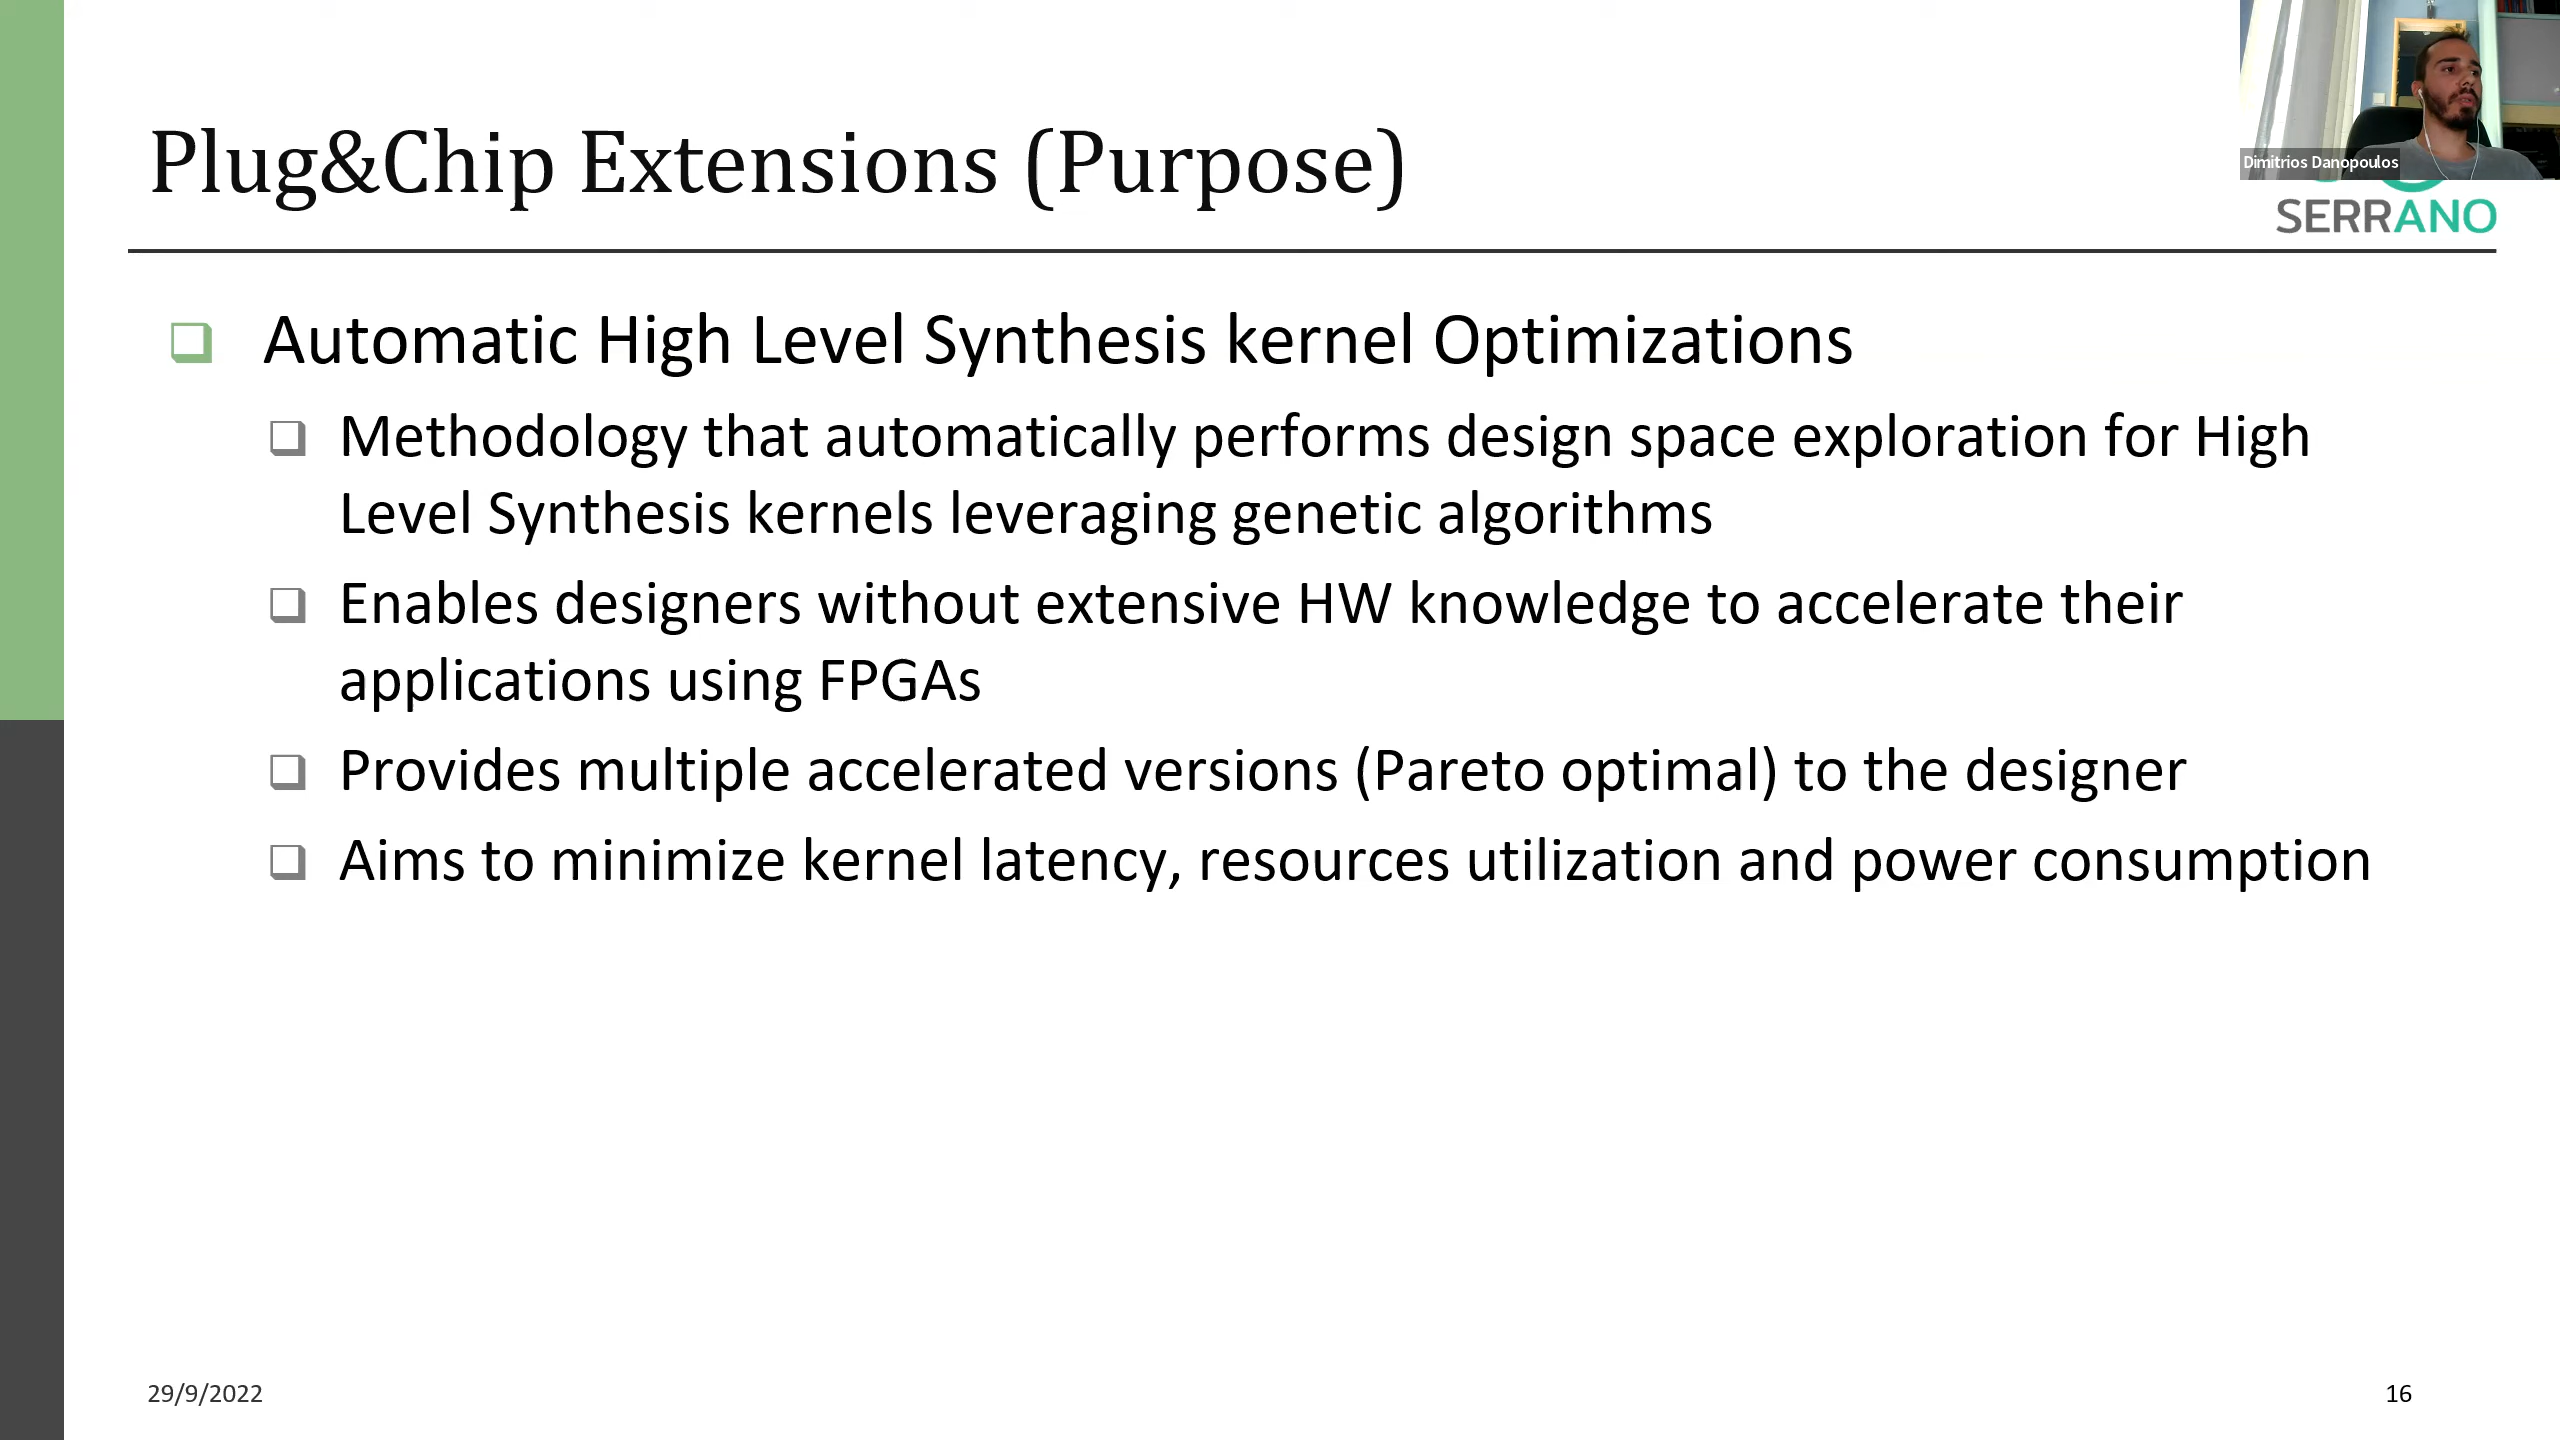 Dimitrios Danopoulos
Plug&Chip Extensions (Purpose)
SERRANO
Automatic High Level Synthesis kernel Optimizations
Methodology that automatically performs design space exploration for High
Level Synthesis kernels leveraging genetic algorithms
Enables designers without extensive HW knowledge to accelerate their
applications using FPGAs
Provides multiple accelerated versions (Pareto optimal) to the designer
Aims to minimize kernel latency, resources utilization and power consumption
29/9/2022
16